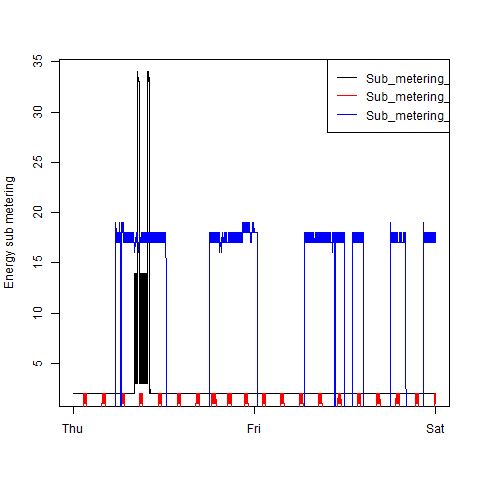 35
30
25
20
15
10
5
Energy sub metering
Sub_metering_
Sub_metering_
Sub_metering_
Thu Fri Sat